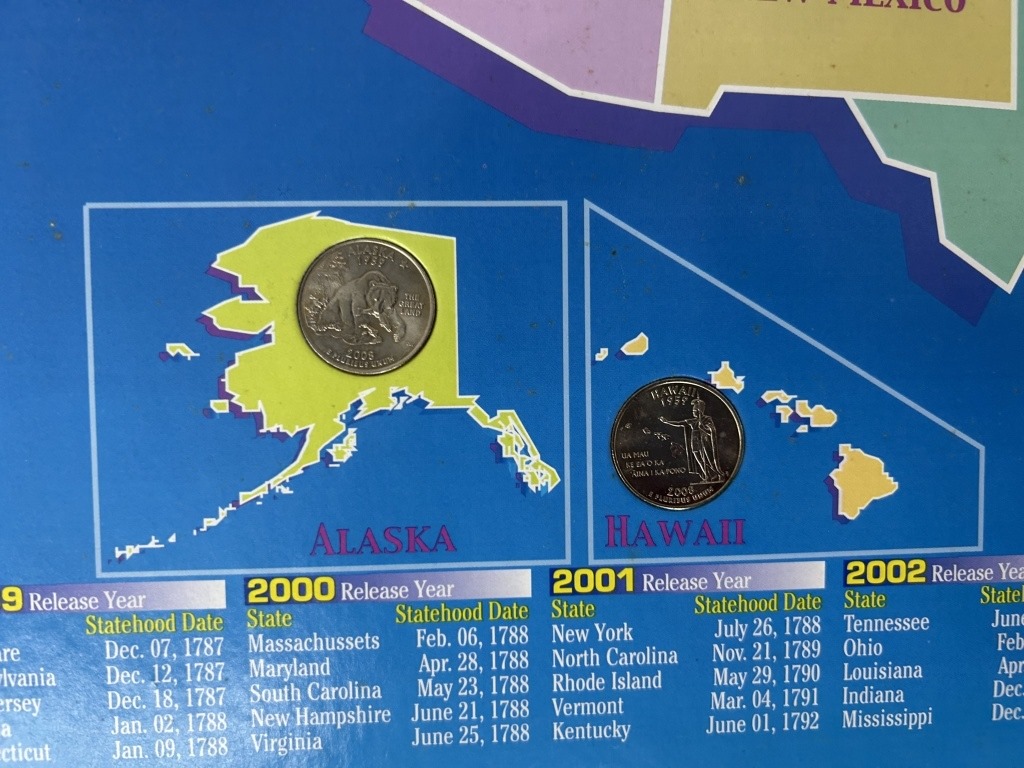 NEW MEXICO
ALASKA
1959
THE
GREAT
LAND
2008
E PLURIBUS UNUM
HAWAII
1959
UA MAU
KE EA O KA
ʻĀINA I KA PONO
2008
E PLURIBUS UNUM
ALASKA
HAWAII
9 Release Year
Statehood Date
are Dec. 07, 1787
ylvania Dec. 12, 1787
ersey Dec. 18, 1787
a Jan. 02, 1788
ecticut Jan. 09, 1788
2000 Release Year
State Statehood Date
Massachussets Feb. 06, 1788
Maryland Apr. 28, 1788
South Carolina May 23, 1788
New Hampshire June 21, 1788
Virginia June 25, 1788
2001 Release Year
State Statehood Date
New York July 26, 1788
North Carolina Nov. 21, 1789
Rhode Island May 29, 1790
Vermont Mar. 04, 1791
Kentucky June 01, 1792
2002 Release Yea
State Statel
Tennessee June
Ohio Feb
Louisiana Apr
Indiana Dec.
Mississippi Dec.